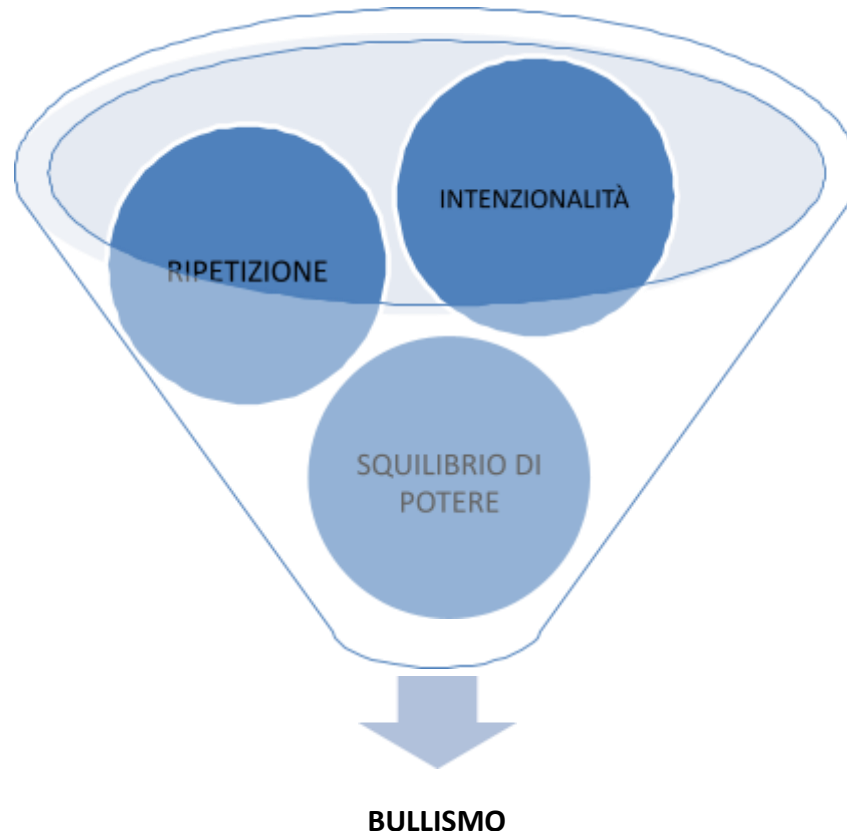 INTENZIONALITÀ
RIPETIZIONE
SQUILIBRIO DI
POTERE
BULLISMO